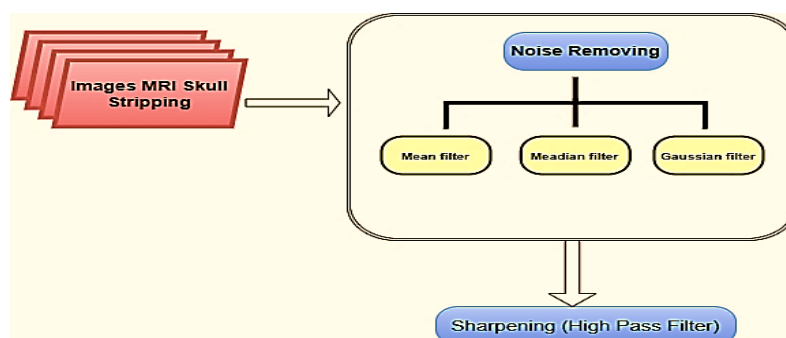 Images MRI Skull
Stripping
Noise Removing
Mean filter
Meadian filter
Gaussian filter
Sharpening (High Pass Filter)